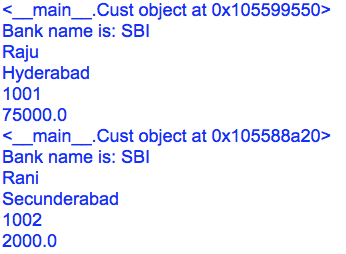 <__main__.Cust object at 0x105599550>
Bank name is: SBI
Raju
Hyderabad
1001
75000.0
<__main__.Cust object at 0x105588a20>
Bank name is: SBI
Rani
Secunderabad
1002
2000.0